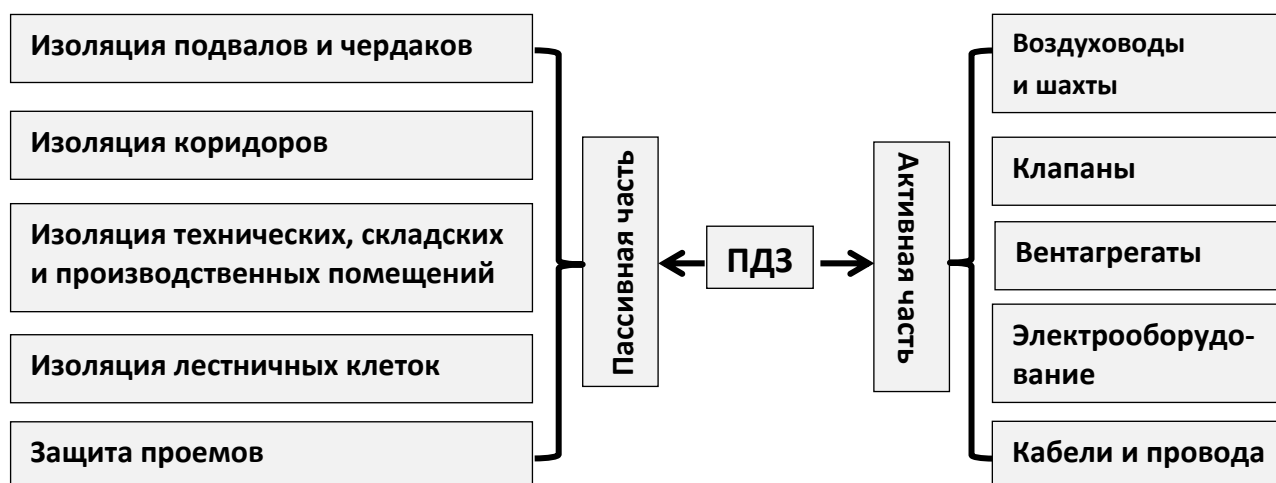 Изоляция подвалов и чердаков
Изоляция коридоров
Изоляция технических, складских
и производственных помещений
Изоляция лестничных клеток
Защита проемов
Пассивная часть
ПДЗ
Активная часть
Воздуховоды
и шахты
Клапаны
Вентагрегаты
Электрооборудо-
вание
Кабели и провода